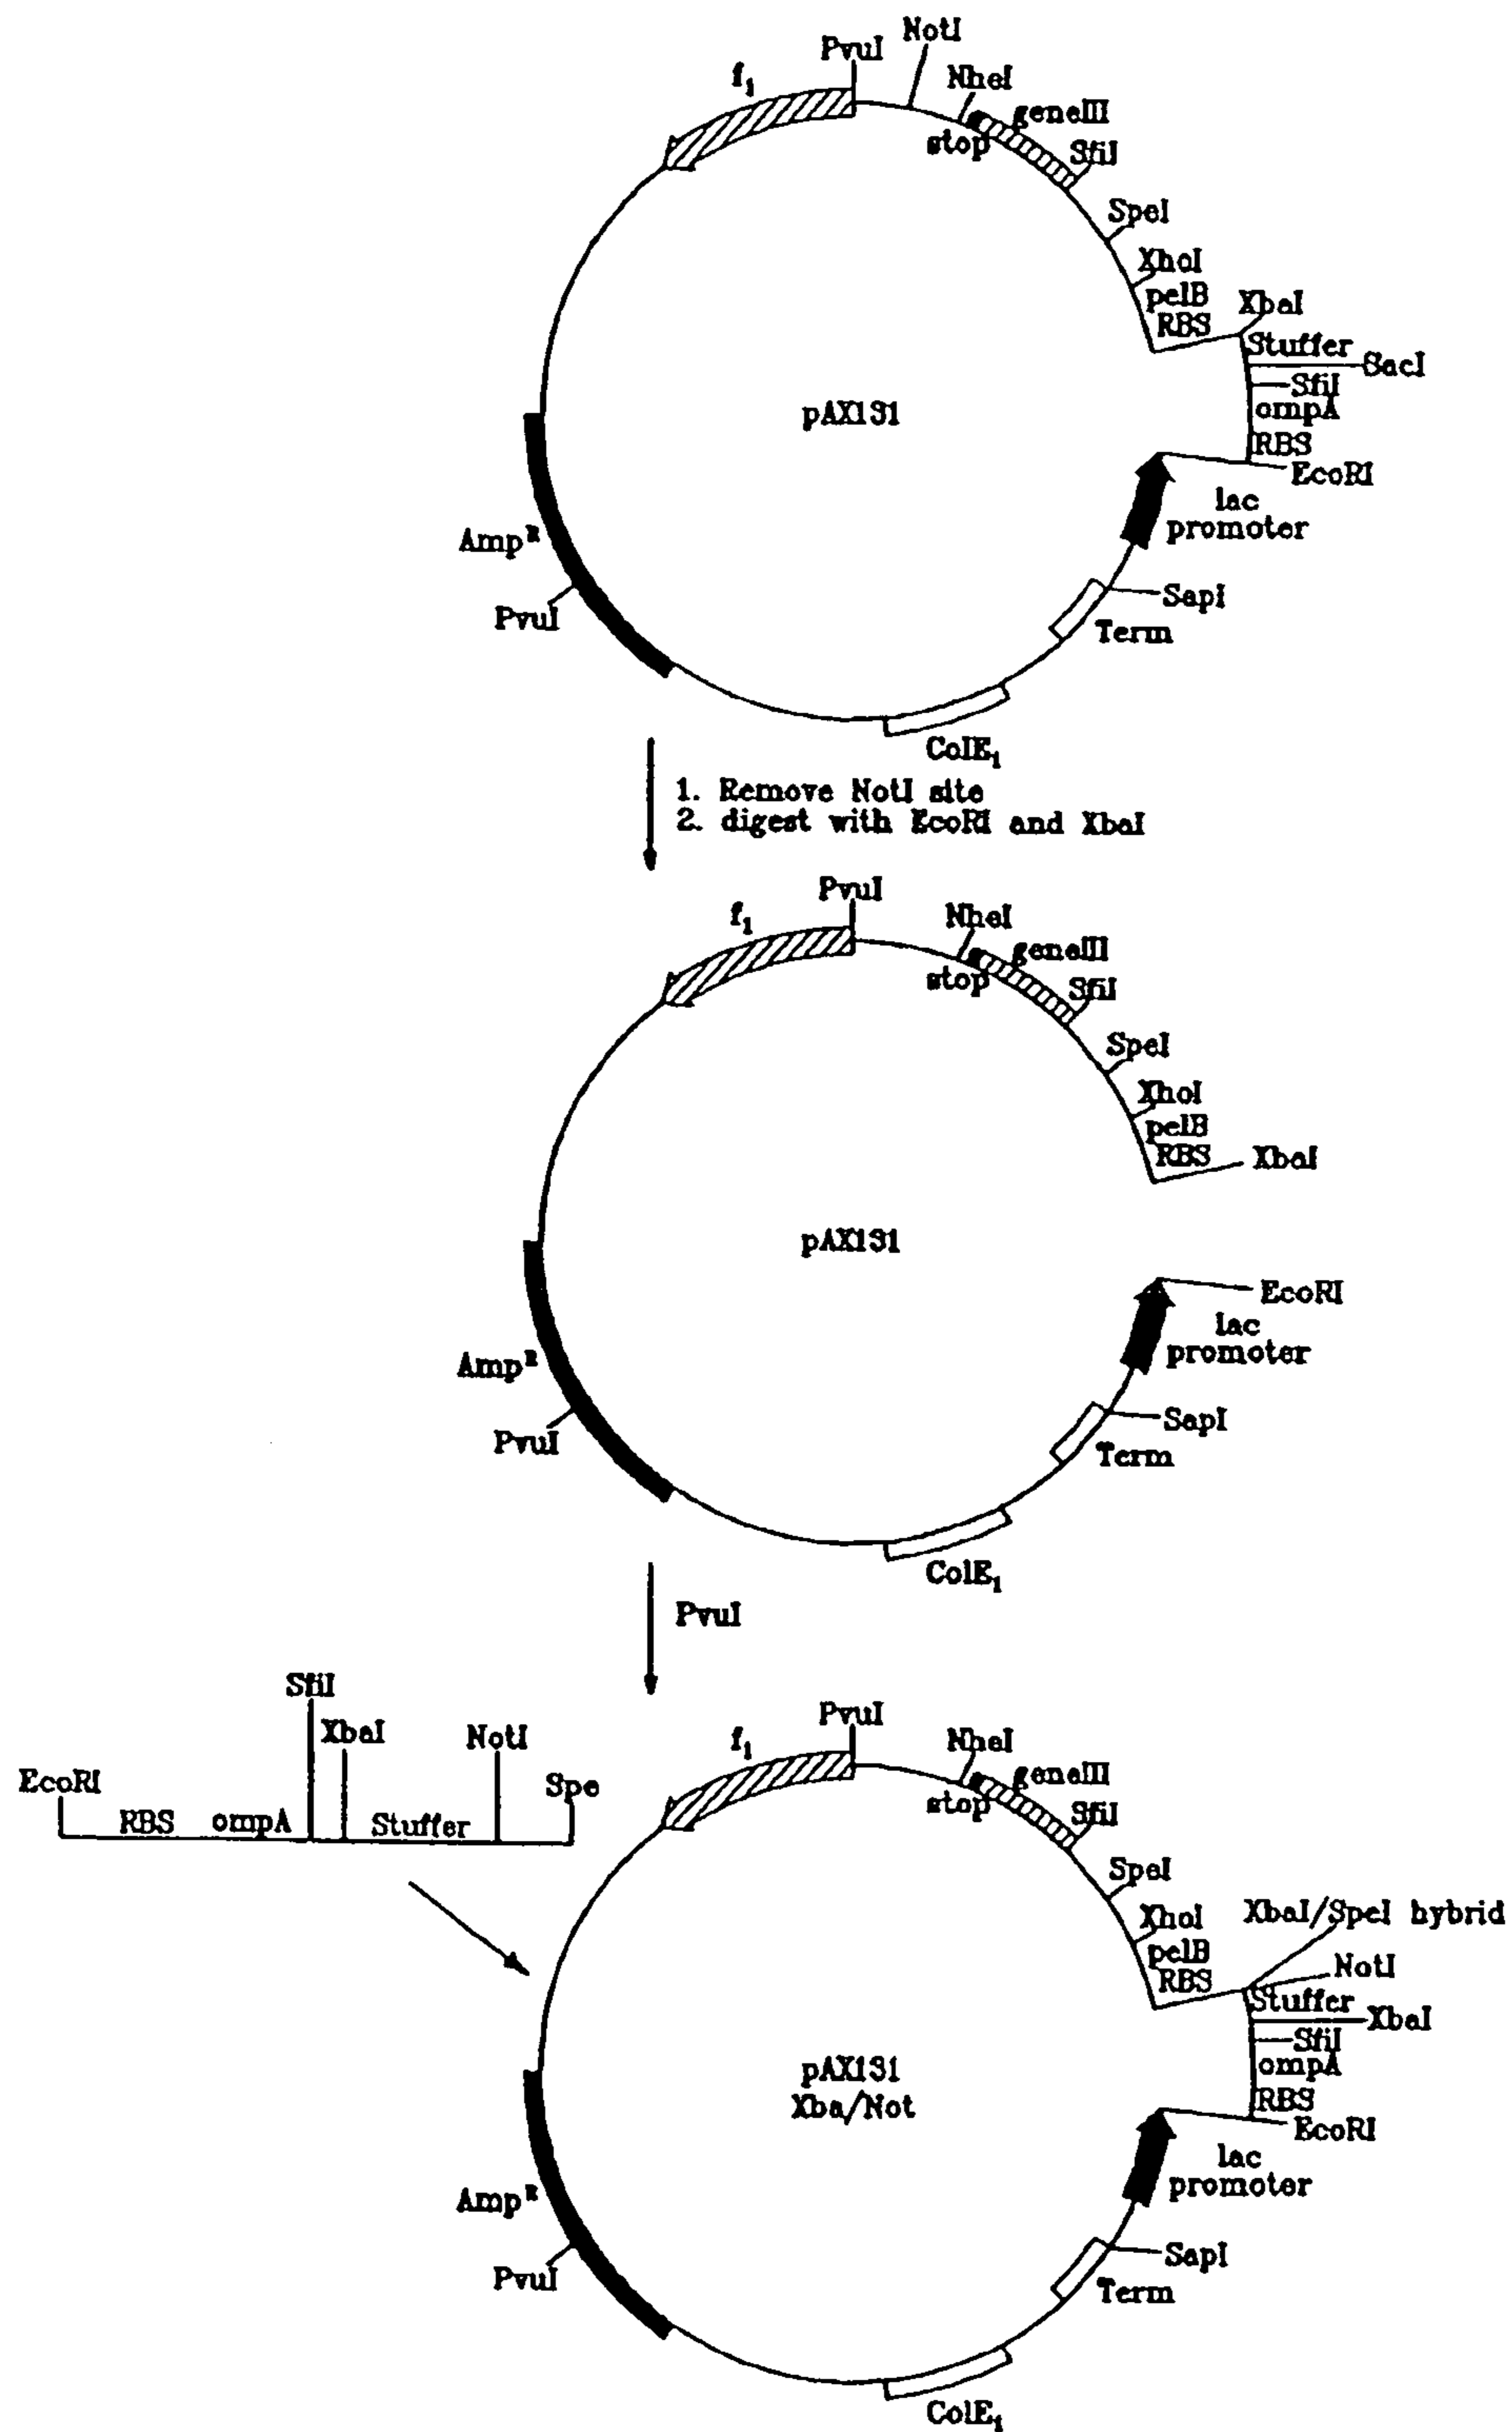 PvuI
NotI
f₁
NheI
geneIII
stop
SfiI
SpeI
XhoI
pelB
RBS
XbaI
Stuffer
SacI
SfiI
ompA
RBS
EcoRI
pAX131
lac
promoter
Amp^R
PvuI
SapI
Term
ColE₁
1. Remove NotI site
2. digest with EcoRI and XbaI
PvuI
f₁
NheI
geneIII
stop
SfiI
SpeI
XhoI
pelB
RBS
XbaI
pAX131
EcoRI
lac
promoter
Amp^R
PvuI
SapI
Term
ColE₁
PvuI
SfiI
XbaI
NotI
EcoRI
Spe
RBS ompA
Stuffer
PvuI
f₁
NheI
geneIII
stop
SfiI
SpeI
XhoI
pelB
RBS
XbaI/SpeI hybrid
NotI
Stuffer
XbaI
SfiI
ompA
RBS
EcoRI
pAX131
Xba/Not
lac
promoter
Amp^R
PvuI
SapI
Term
ColE₁